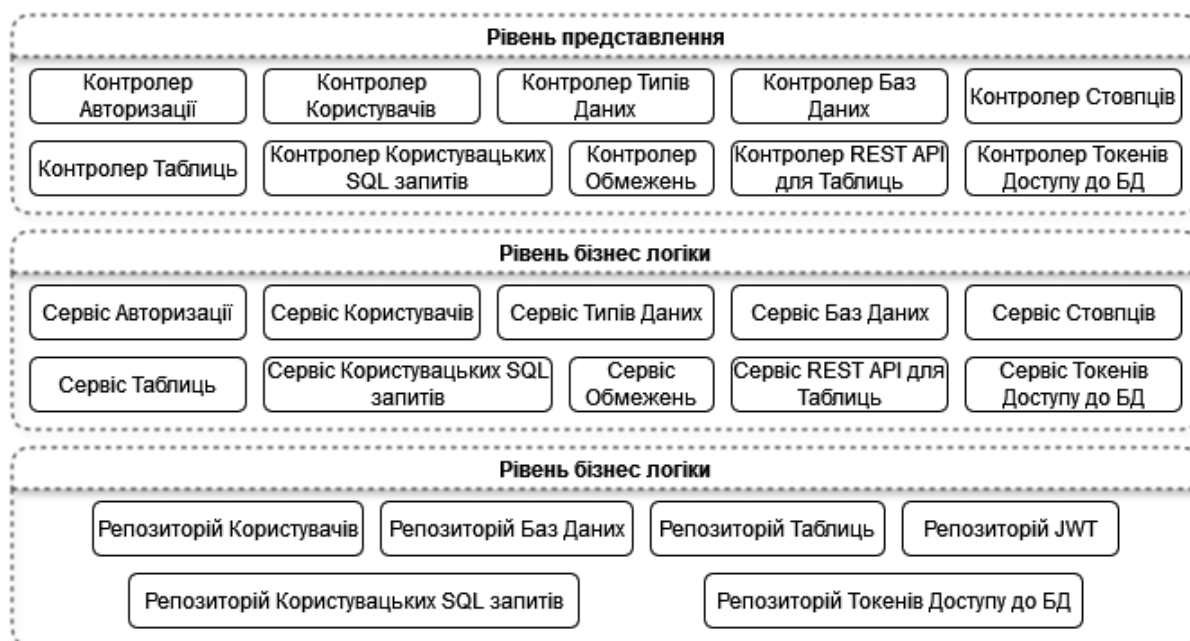 Рівень представлення
Контролер
Авторизації
Контролер
Користувачів
Контролер Типів
Даних
Контролер Баз
Даних
Контролер Стовпців
Контролер Таблиць
Контролер Користувацьких
SQL запитів
Контролер
Обмежень
Контролер REST API
для Таблиць
Контролер Токенів
Доступу до БД
Рівень бізнес логіки
Сервіс Авторизації
Сервіс Користувачів
Сервіс Типів Даних
Сервіс Баз Даних
Сервіс Стовпців
Сервіс Таблиць
Сервіс Користувацьких SQL
запитів
Сервіс
Обмежень
Сервіс REST API для
Таблиць
Сервіс Токенів
Доступу до БД
Рівень бізнес логіки
Репозиторій Користувачів
Репозиторій Баз Даних
Репозиторій Таблиць
Репозиторій JWT
Репозиторій Користувацьких SQL запитів
Репозиторій Токенів Доступу до БД